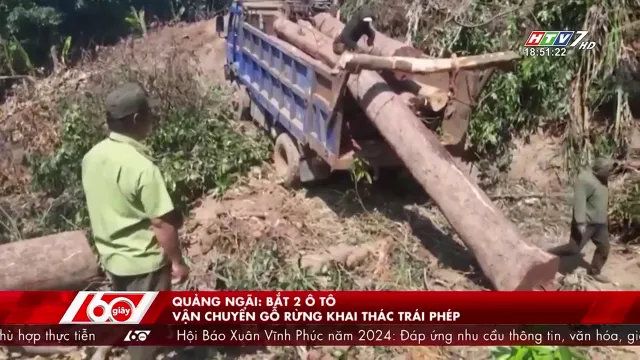 HTV7 HD
18:51:22
60 giây
QUẢNG NGÃI: BẮT 2 Ô TÔ
VẬN CHUYỂN GỖ RỪNG KHAI THÁC TRÁI PHÉP
hù hợp thực tiễn 60 Hội Báo Xuân Vĩnh Phúc năm 2024: Đáp ứng nhu cầu thông tin, văn hóa, g